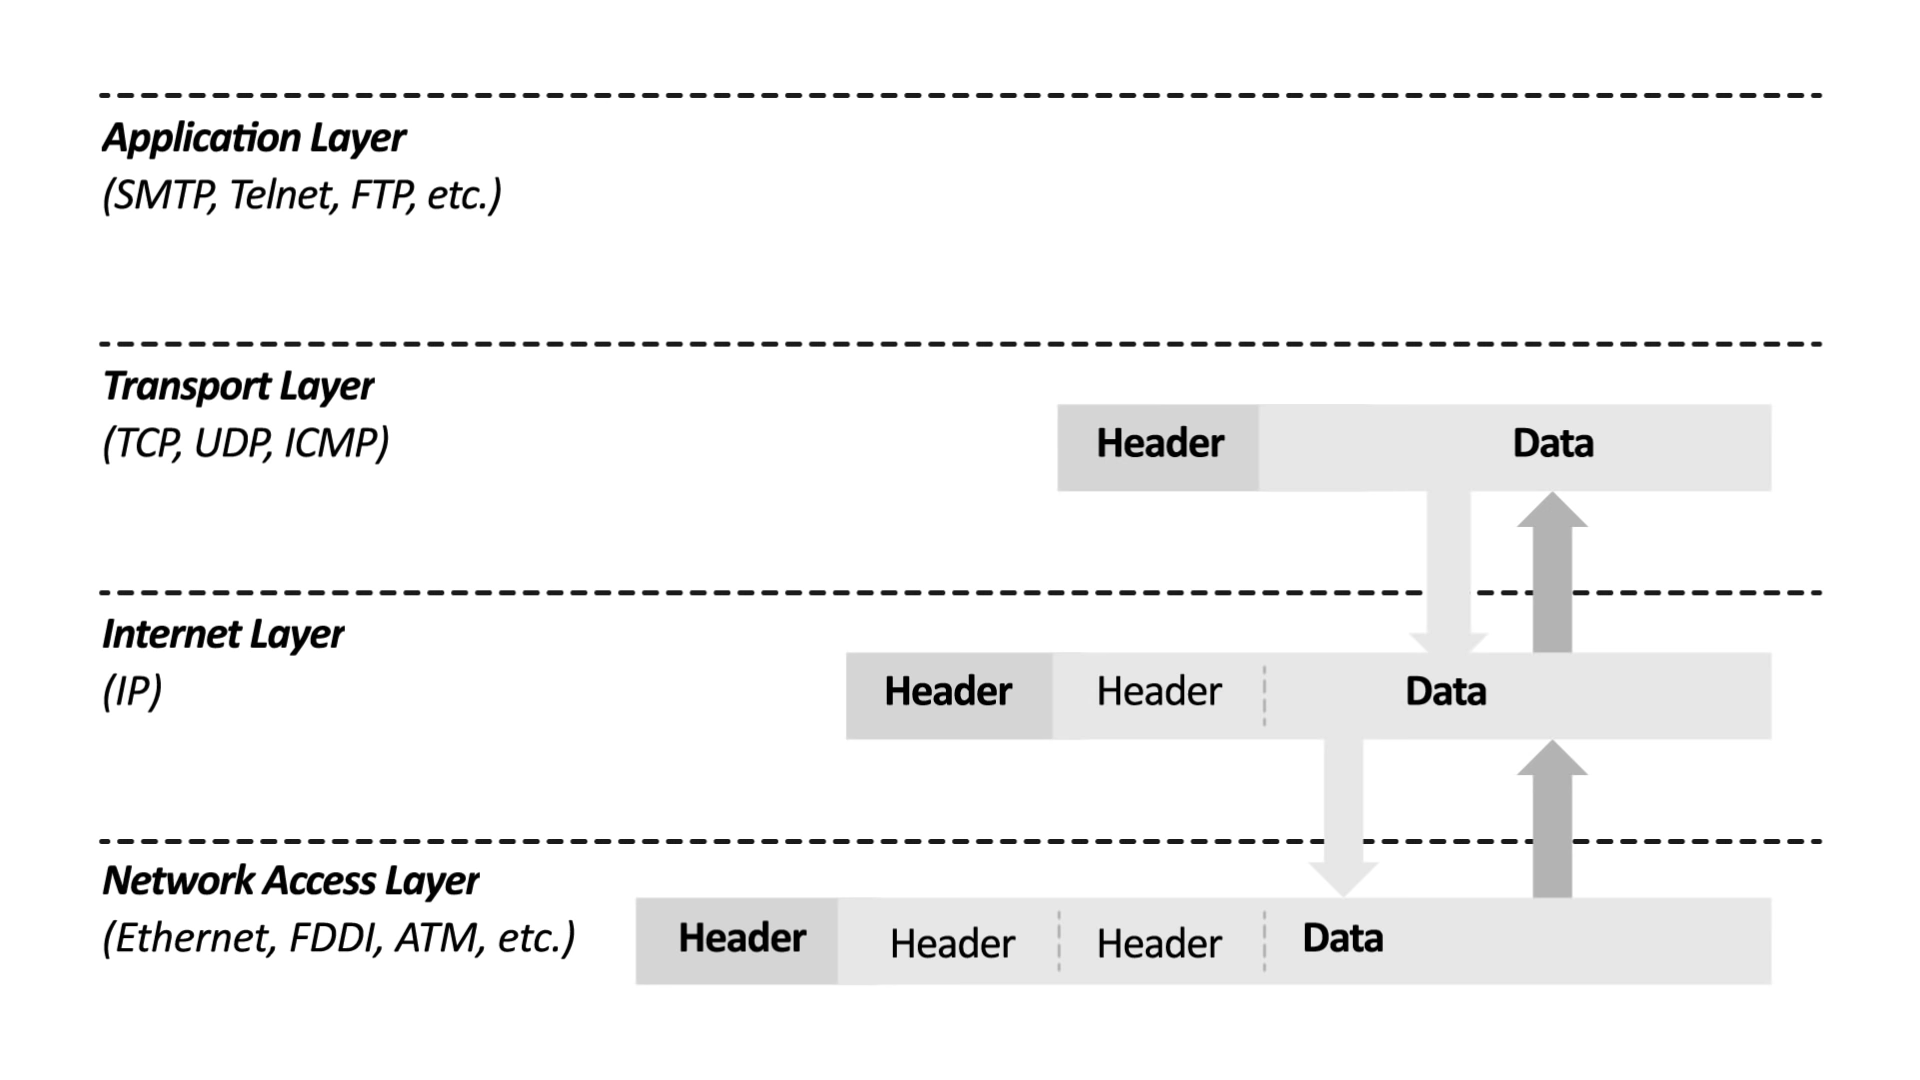 Application Layer
(SMTP, Telnet, FTP, etc.)
Transport Layer
(TCP, UDP, ICMP)
Header Data
Internet Layer
(IP)
Header Header Data
Network Access Layer
(Ethernet, FDDI, ATM, etc.)
Header Header Header Data